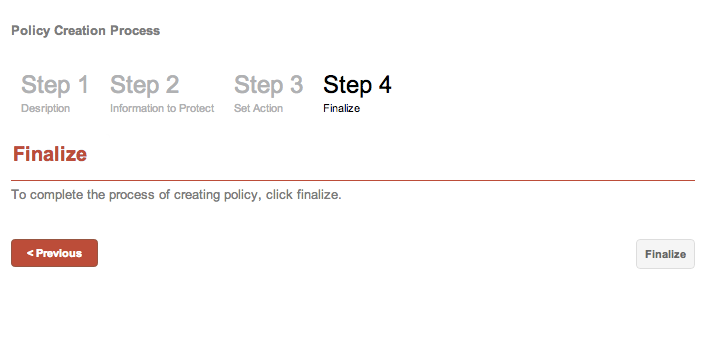 Policy Creation Process
Step 1 Step 2 Step 3 Step 4
Desription Information to Protect Set Action Finalize
Finalize
To complete the process of creating policy, click finalize.
< Previous Finalize